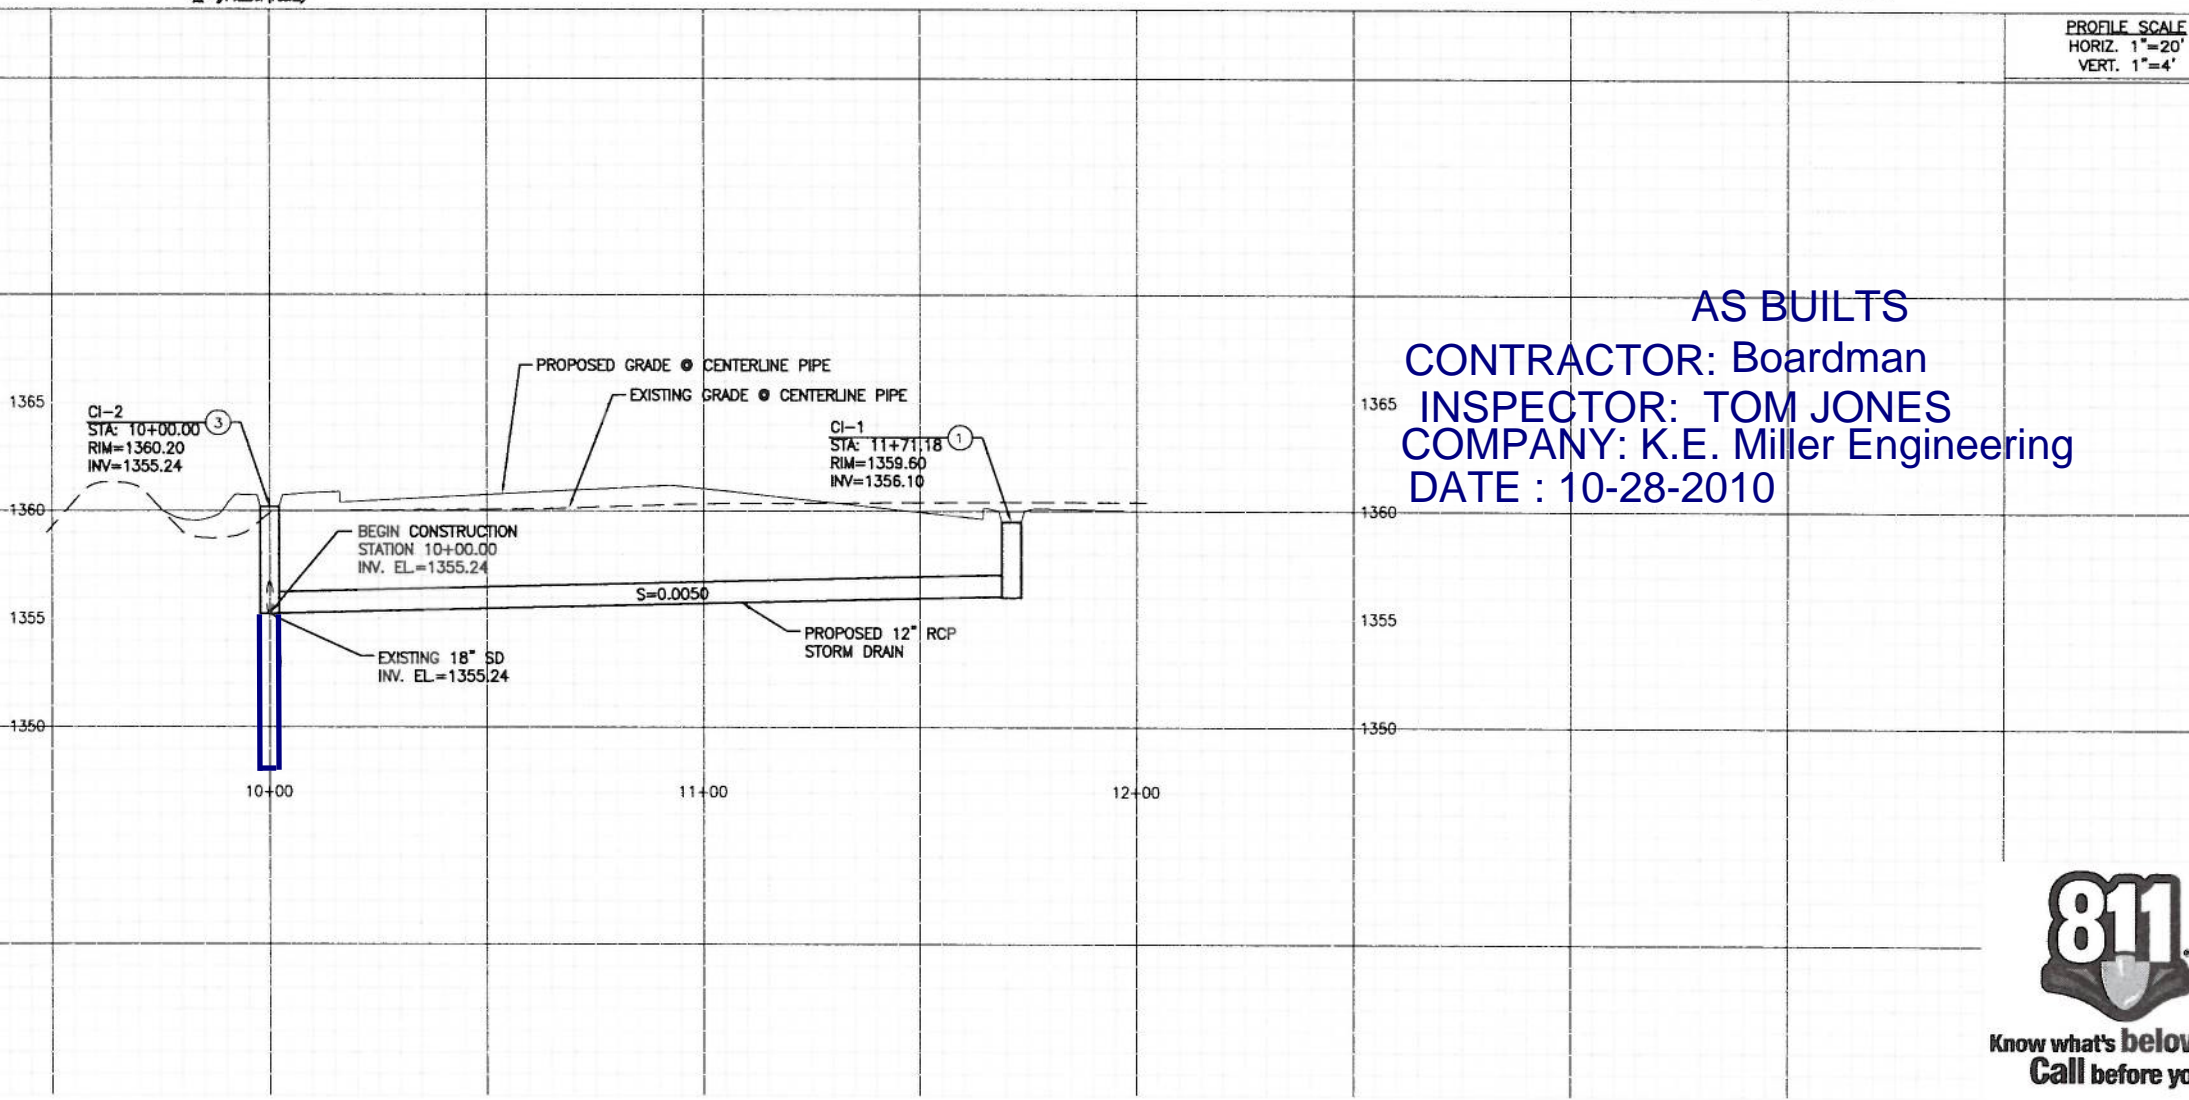 PROFILE SCALE
HORIZ. 1"=20'
VERT. 1"=4'
AS BUILTS
CONTRACTOR: Boardman
INSPECTOR: TOM JONES
COMPANY: K.E. Miller Engineering
DATE : 10-28-2010
PROPOSED GRADE @ CENTERLINE PIPE
EXISTING GRADE @ CENTERLINE PIPE
1365
1365
CI-2
STA: 10+00.00
RIM=1360.20
INV=1355.24
3
CI-1
STA: 11+71.18
RIM=1359.60
INV=1356.10
1
1360
1360
BEGIN CONSTRUCTION
STATION 10+00.00
INV. EL.=1355.24
S=0.0050
1355
1355
PROPOSED 12" RCP
STORM DRAIN
EXISTING 18" SD
INV. EL.=1355.24
1350
1350
10+00
11+00
12+00
811
Know what's below
Call before yo